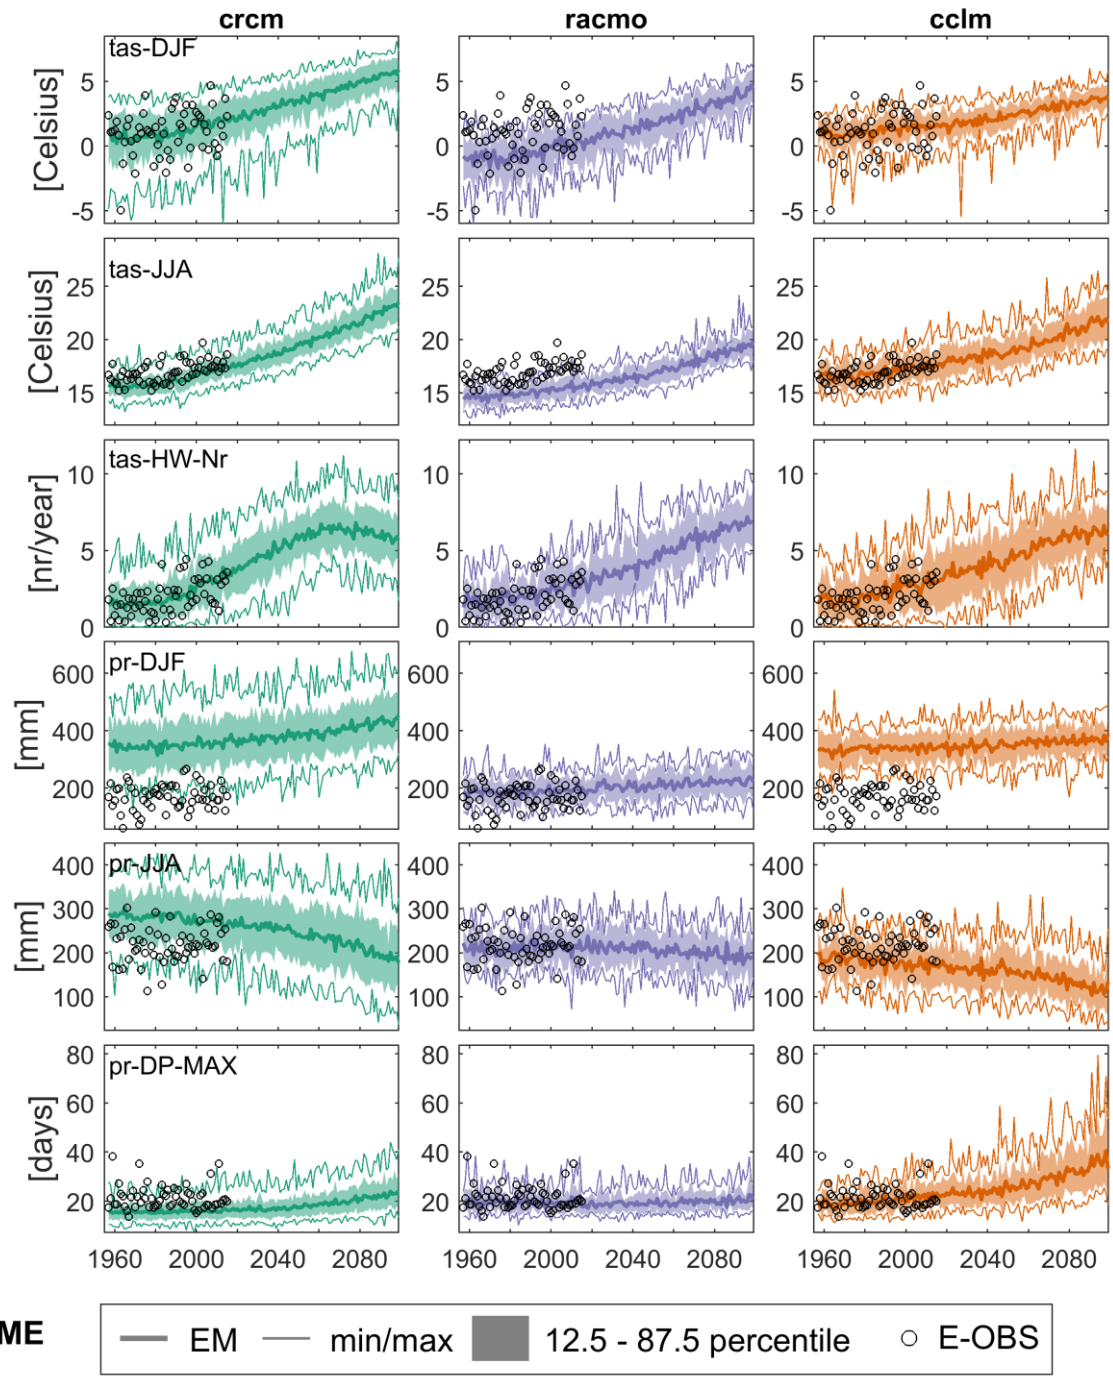 crcm racmo cclm
tas-DJF
[Celsius]
5 5 5
0 0 0
-5 -5 -5
tas-JJA
[Celsius]
25 25 25
20 20 20
15 15 15
tas-HW-Nr
[nr/year]
10 10 10
5 5 5
0 0 0
pr-DJF
[mm]
600 600 600
400 400 400
200 200 200
pr-JJA
[mm]
400 400 400
300 300 300
200 200 200
100 100 100
pr-DP-MAX
[days]
80 80 80
60 60 60
40 40 40
20 20 20
1960 2000 2040 2080 1960 2000 2040 2080 1960 2000 2040 2080
ME EM min/max 12.5 - 87.5 percentile E-OBS